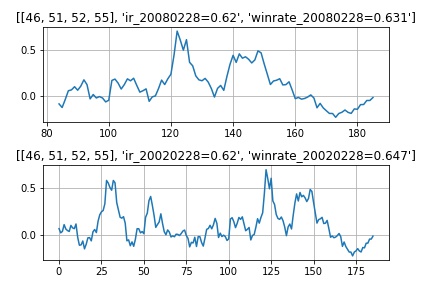 [[46, 51, 52, 55], 'ir_20080228=0.62', 'winrate_20080228=0.631']
0.5
0.0
80 100 120 140 160 180
[[46, 51, 52, 55], 'ir_20020228=0.62', 'winrate_20020228=0.647']
0.5
0.0
0 25 50 75 100 125 150 175